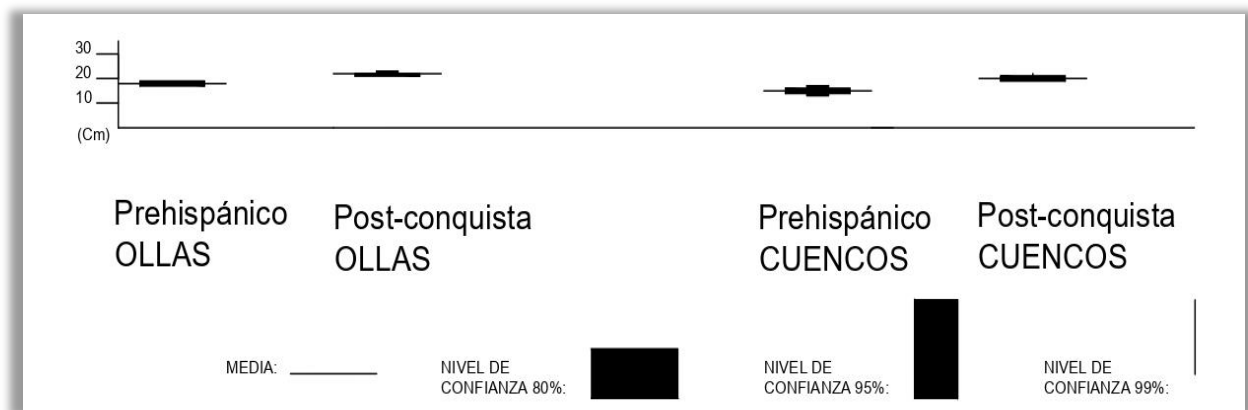 30
20
10
(Cm)
Prehispánico
OLLAS
Post-conquista
OLLAS
Prehispánico
CUENCOS
Post-conquista
CUENCOS
MEDIA:
NIVEL DE
CONFIANZA 80%:
NIVEL DE
CONFIANZA 95%:
NIVEL DE
CONFIANZA 99%: